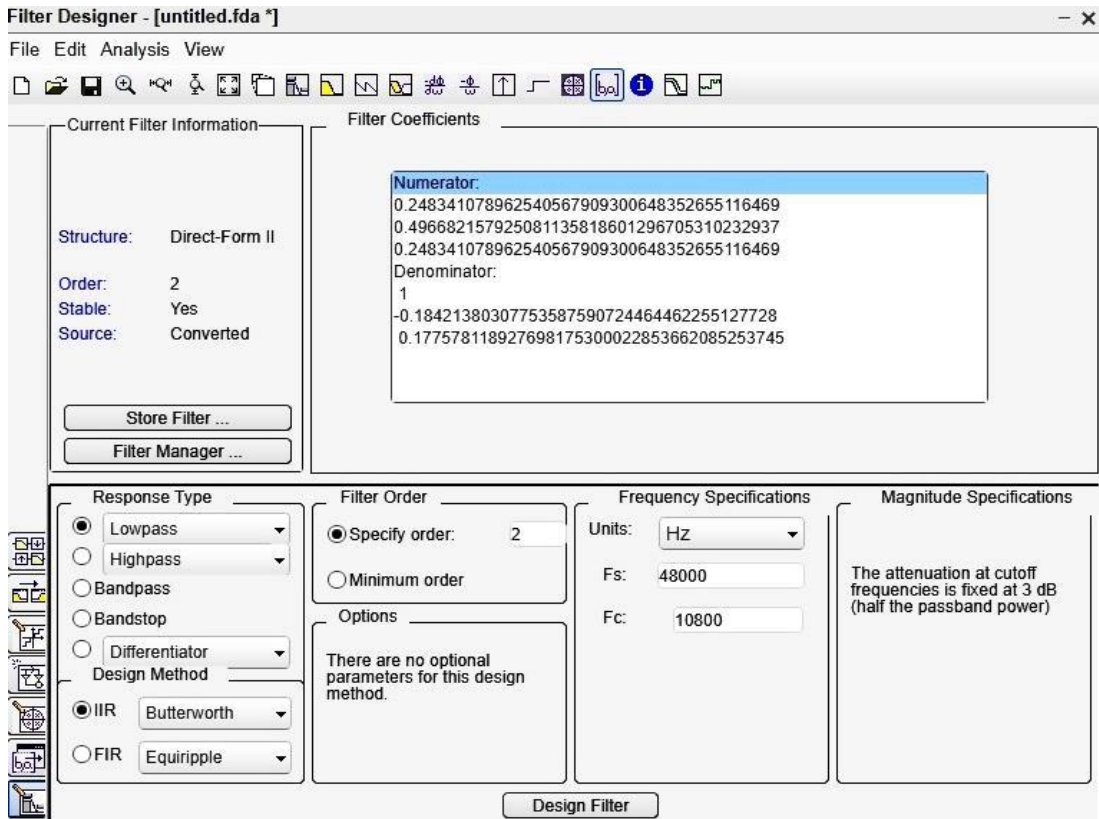 Filter Designer - [untitled.fda *]
File Edit Analysis View
Current Filter Information
Structure: Direct-Form II
Order: 2
Stable: Yes
Source: Converted
Store Filter ...
Filter Manager ...
Filter Coefficients
Numerator:
0.248341078962540567909300648352655116469
0.496682157925081135818601296705310232937
0.248341078962540567909300648352655116469
Denominator:
1
-0.184213803077535875907244644622551277​28
0.177578118927698175300022853662085253745
Response Type
Lowpass
Highpass
Bandpass
Bandstop
Differentiator
Design Method
IIR Butterworth
FIR Equiripple
Filter Order
Specify order: 2
Minimum order
Options
There are no optional
parameters for this design
method.
Frequency Specifications
Units: Hz
Fs: 48000
Fc: 10800
Magnitude Specifications
The attenuation at cutoff
frequencies is fixed at 3 dB
(half the passband power)
Design Filter